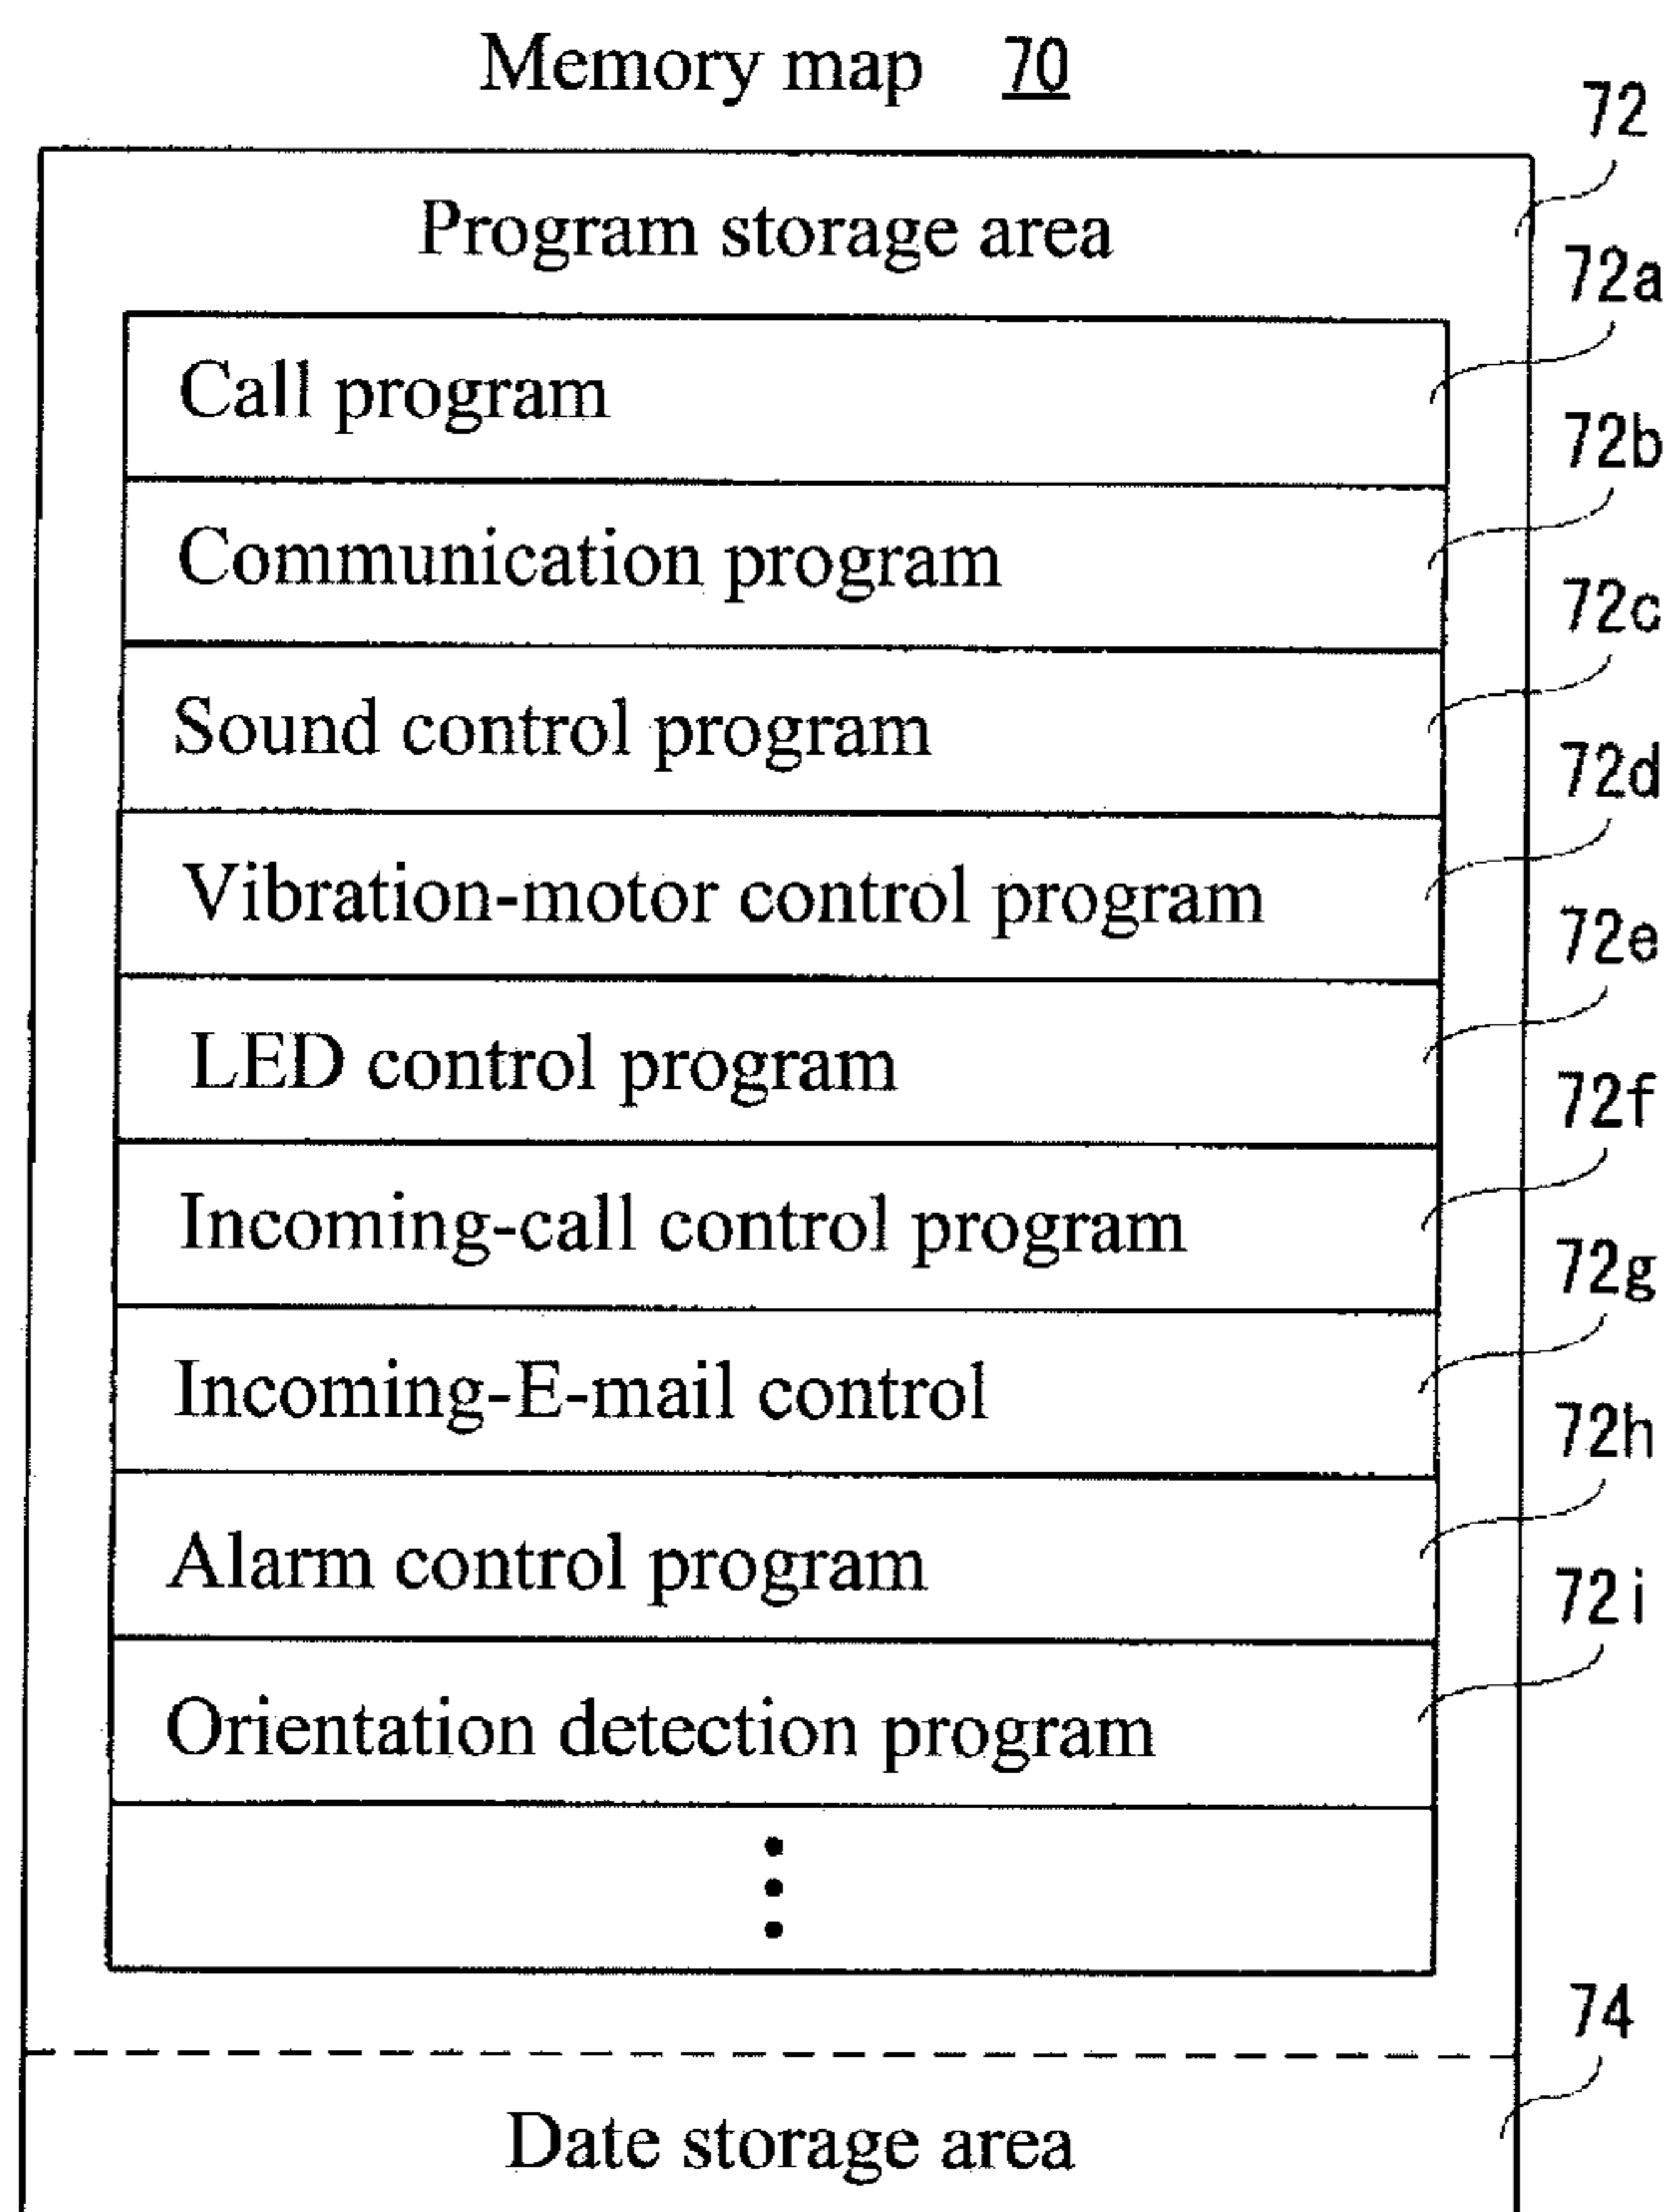 Memory map 70
72
Program storage area
72a
Call program
72b
Communication program
72c
Sound control program
72d
Vibration-motor control program
72e
LED control program
72f
Incoming-call control program
72g
Incoming-E-mail control
72h
Alarm control program
72i
Orientation detection program
74
Date storage area